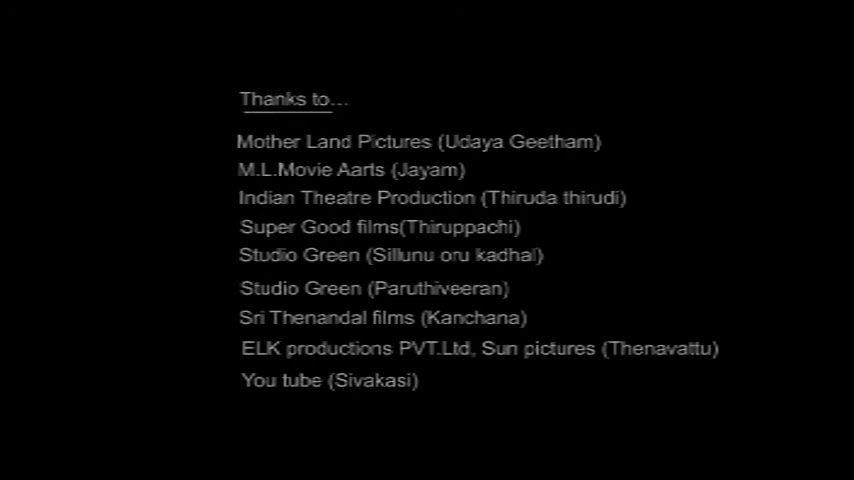 Thanks to...
Mother Land Pictures (Udaya Geetham)
M.L.Movie Aarts (Jayam)
Indian Theatre Production (Thiruda thirudi)
Super Good films(Thiruppachi)
Studio Green (Sillunu oru kadhal)
Studio Green (Paruthiveeran)
Sri Thenandal films (Kanchana)
ELK productions PVT.Ltd, Sun pictures (Thenavattu)
You tube (Sivakasi)